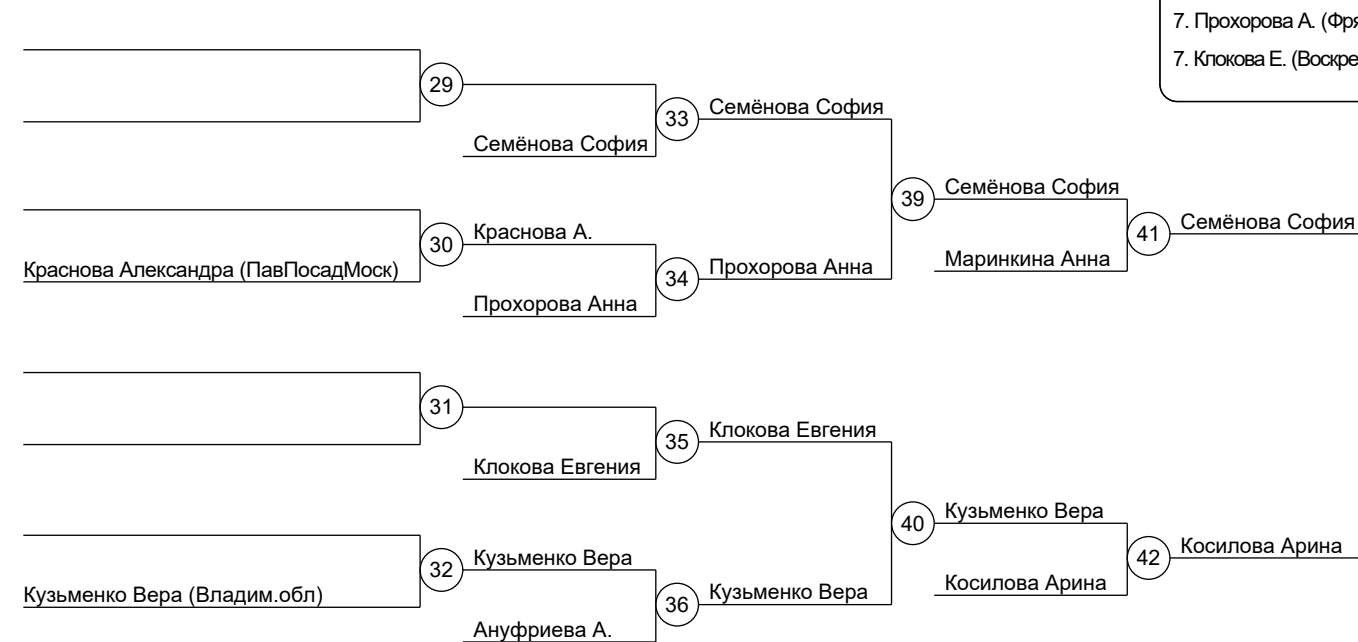 7. Прохорова А. (Фря
7. Клокова Е. (Воскре
29
33
Семёнова София
Семёнова София
39
Семёнова София
41
Семёнова София
30
Краснова А.
Краснова Александра (ПавПосадМоск)
34
Прохорова Анна
Маринкина Анна
Прохорова Анна
31
35
Клокова Евгения
Клокова Евгения
40
Кузьменко Вера
42
Косилова Арина
32
Кузьменко Вера
Кузьменко Вера (Владим.обл)
36
Кузьменко Вера
Косилова Арина
Ануфриева А.